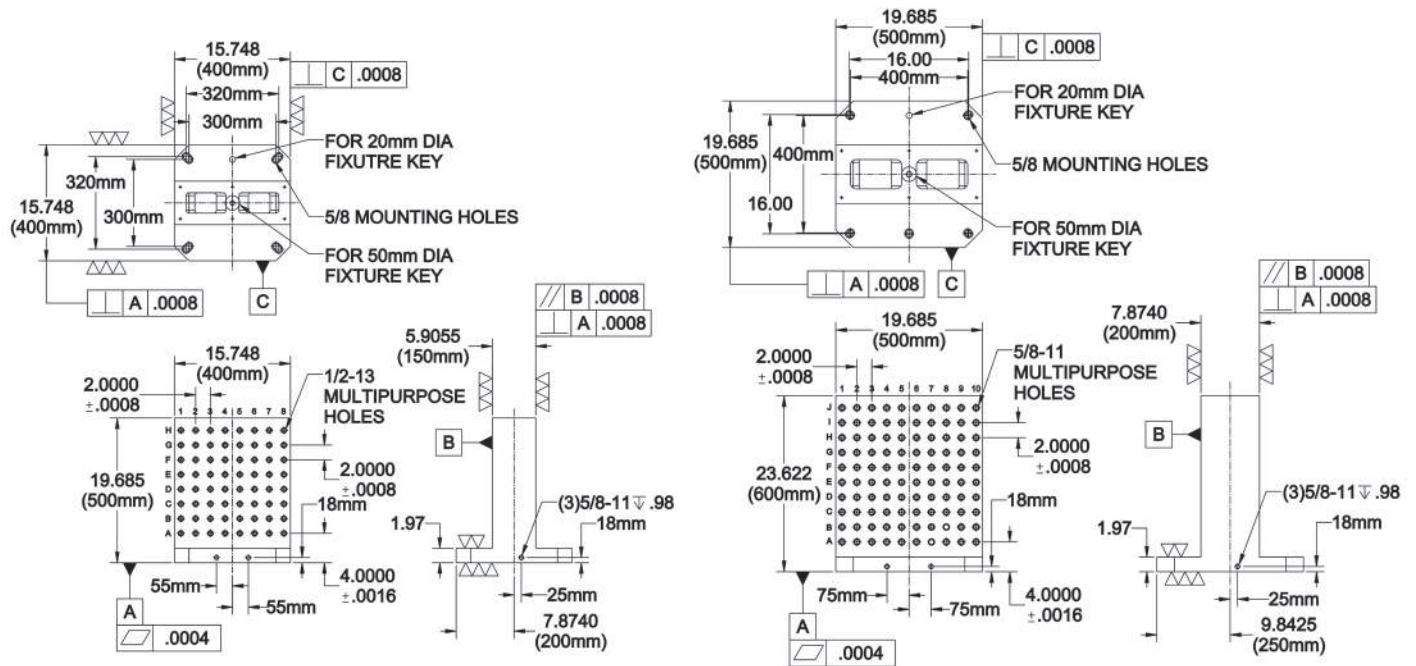 15.748
(400mm)
⊥ C .0008
320mm
300mm
FOR 20mm DIA
FIXUTRE KEY
320mm
15.748
(400mm)
300mm
5/8 MOUNTING HOLES
FOR 50mm DIA
FIXTURE KEY
⊥ A .0008
C
19.685
(500mm)
⊥ C .0008
16.00
400mm
FOR 20mm DIA
FIXTURE KEY
19.685
(500mm)
400mm
5/8 MOUNTING HOLES
16.00
FOR 50mm DIA
FIXTURE KEY
⊥ A .0008
C
15.748
(400mm)
2.0000
±.0008
1/2-13
MULTIPURPOSE
HOLES
1 2 3 4 5 6 7 8
H
G
F
E
D
C
B
A
19.685
(500mm)
2.0000
±.0008
18mm
4.0000
±.0016
55mm
55mm
A
⏥ .0004
// B .0008
⊥ A .0008
5.9055
(150mm)
B
(3)5/8-11 ↧ .98
18mm
1.97
25mm
7.8740
(200mm)
19.685
(500mm)
2.0000
±.0008
5/8-11
MULTIPURPOSE
HOLES
1 2 3 4 5 6 7 8 9 10
J
I
H
G
F
E
D
C
B
A
23.622
(600mm)
2.0000
±.0008
18mm
4.0000
±.0016
75mm
75mm
A
⏥ .0004
// B .0008
⊥ A .0008
7.8740
(200mm)
B
(3)5/8-11 ↧ .98
18mm
1.97
25mm
9.8425
(250mm)